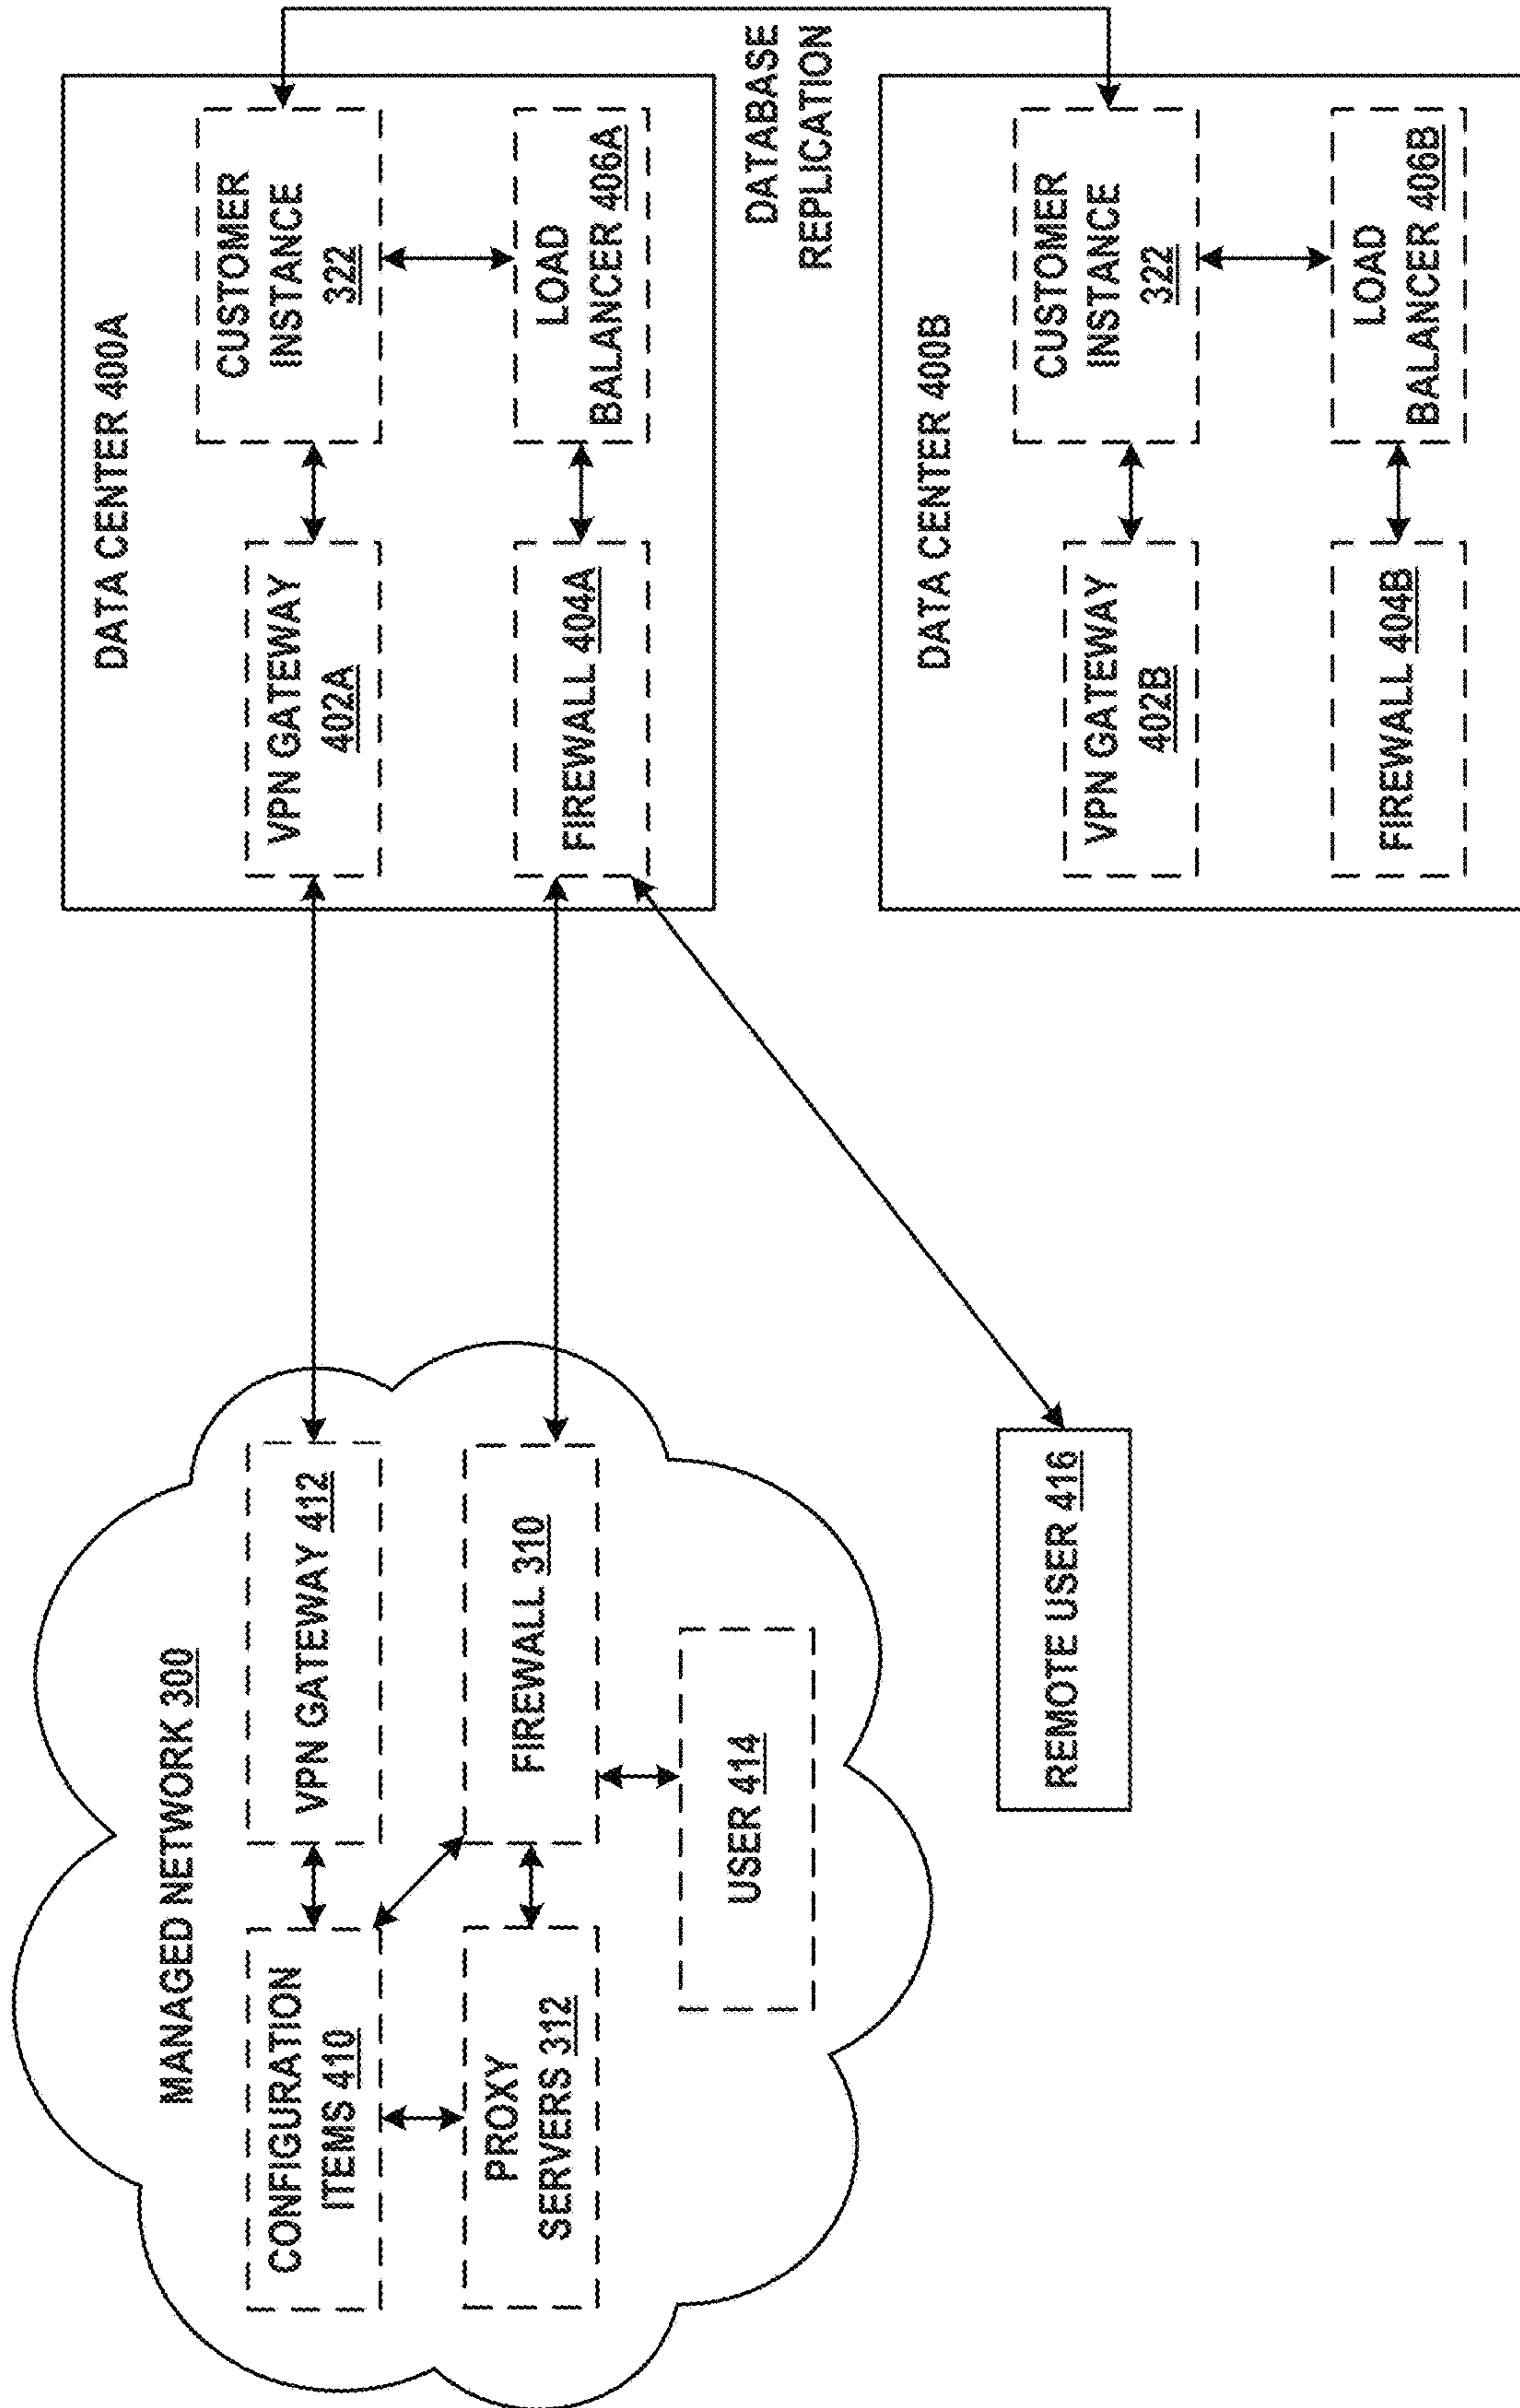 MANAGED NETWORK 300
CONFIGURATION
ITEMS 410
VPN GATEWAY 412
PROXY
SERVERS 312
FIREWALL 310
USER 414
REMOTE USER 416
DATA CENTER 400A
VPN GATEWAY
402A
CUSTOMER
INSTANCE
322
FIREWALL 404A
LOAD
BALANCER 406A
DATABASE
REPLICATION
DATA CENTER 400B
VPN GATEWAY
402B
CUSTOMER
INSTANCE
322
FIREWALL 404B
LOAD
BALANCER 406B